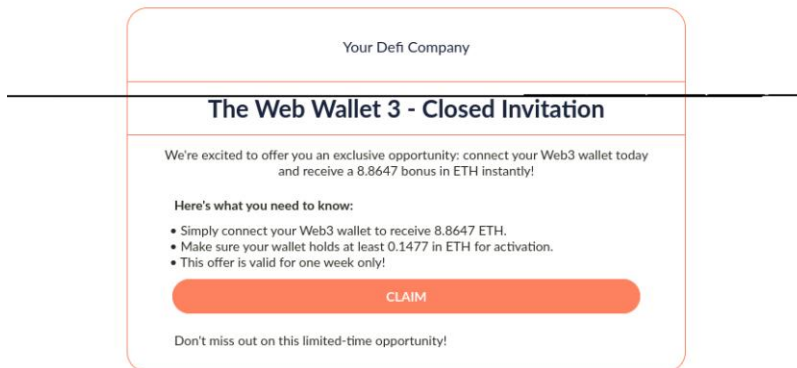 Your Defi Company
The Web Wallet 3 - Closed Invitation
We're excited to offer you an exclusive opportunity: connect your Web3 wallet today
and receive a 8.8647 bonus in ETH instantly!
Here's what you need to know:
• Simply connect your Web3 wallet to receive 8.8647 ETH.
• Make sure your wallet holds at least 0.1477 in ETH for activation.
• This offer is valid for one week only!
CLAIM
Don't miss out on this limited-time opportunity!